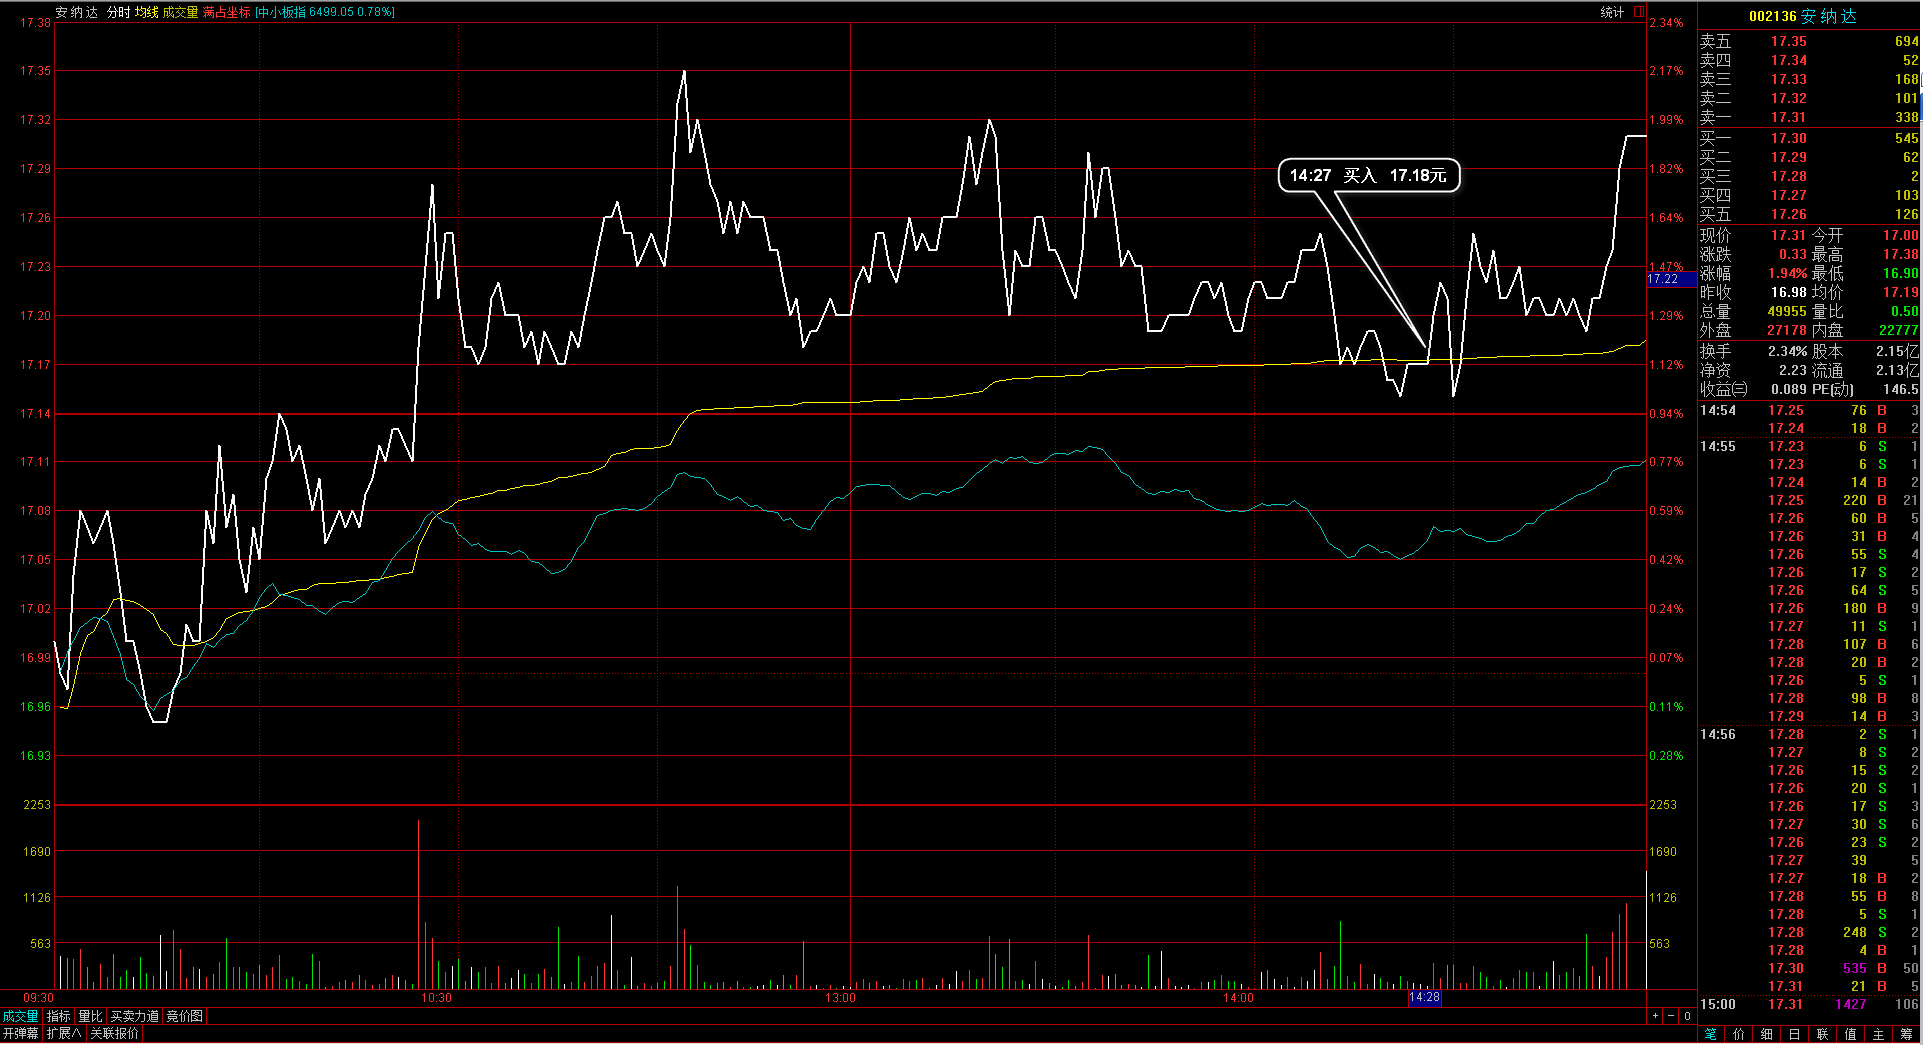 安纳达 分时 均线 成交量 满占坐标 [中小板指 6499.05 0.78%]
统计
17.38
17.35
17.32
17.29
17.26
17.23
17.20
17.17
17.14
17.11
17.08
17.05
17.02
16.99
16.96
16.93
2253
1690
1126
563
14:27 买入 17.18元
2.34%
2.17%
1.99%
1.82%
1.64%
1.47%
17.22
1.29%
1.12%
0.94%
0.77%
0.59%
0.42%
0.24%
0.07%
0.11%
0.28%
2253
1690
1126
563
09:30 10:30 13:00 14:00 14:28
成交量 指标 量比 买卖力道 竞价图
+ - 0
开弹幕 扩展∧ 关联报价
002136 安纳达
卖五 17.35 694
卖四 17.34 52
卖三 17.33 168
卖二 17.32 101
卖一 17.31 338
买一 17.30 545
买二 17.29 62
买三 17.28 2
买四 17.27 103
买五 17.26 126
现价 17.31 今开 17.00
涨跌 0.33 最高 17.38
涨幅 1.94% 最低 16.90
昨收 16.98 均价 17.19
总量 49955 量比 0.50
外盘 27178 内盘 22777
换手 2.34% 股本 2.15亿
净资 2.23 流通 2.13亿
收益㈢ 0.089 PE(动) 146.5
14:54 17.25 76 B 3
17.24 18 B 2
14:55 17.23 6 S 1
17.23 6 S 1
17.24 14 B 2
17.25 220 B 21
17.26 60 B 5
17.26 31 B 4
17.26 55 S 4
17.26 17 S 2
17.26 64 S 5
17.26 180 B 9
17.27 11 S 1
17.28 107 B 6
17.28 20 B 2
17.26 5 S 1
17.28 98 B 8
17.29 14 B 3
14:56 17.28 2 S 1
17.27 8 S 2
17.26 15 S 2
17.26 20 S 1
17.26 17 S 3
17.27 30 S 6
17.26 23 S 2
17.27 39 5
17.27 18 B 2
17.28 55 B 8
17.28 5 S 1
17.28 248 S 2
17.28 4 B 1
17.30 535 B 50
17.31 21 B 5
15:00 17.31 1427 106
笔 价 细 日 联 值 主 筹